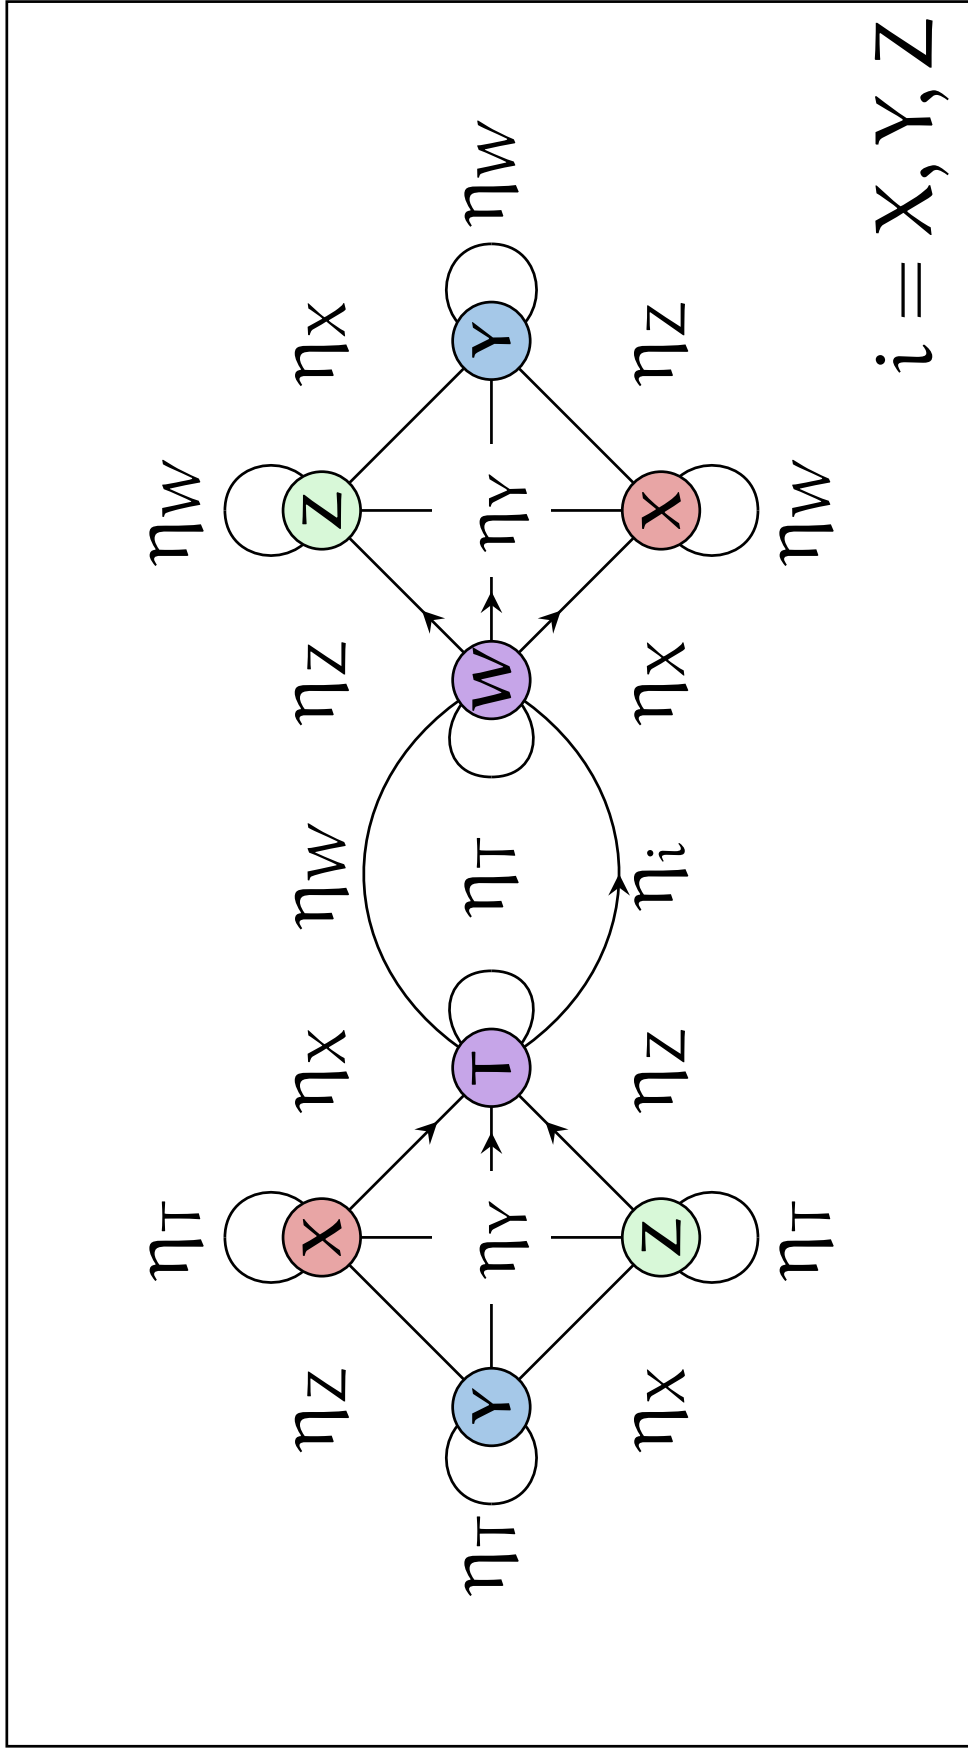 η_T η_W
η_Z X η_X η_W η_Z Z η_X
η_T Y η_Y T η_T W η_Y Y η_W
η_X Z η_Z η_i η_X X η_Z
η_T η_W
i = X, Y, Z